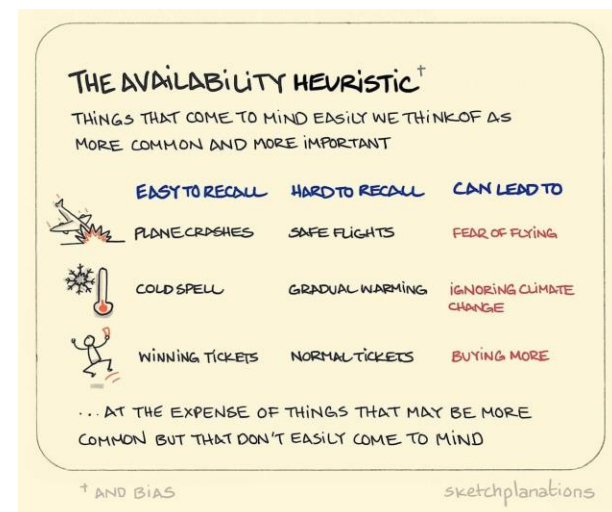 THE AVAILABILITY HEURISTIC†
THINGS THAT COME TO MIND EASILY WE THINK OF AS
MORE COMMON AND MORE IMPORTANT
EASY TO RECALL HARD TO RECALL CAN LEAD TO
PLANE CRASHES SAFE FLIGHTS FEAR OF FLYING
COLD SPELL GRADUAL WARMING IGNORING CLIMATE
CHANGE
WINNING TICKETS NORMAL TICKETS BUYING MORE
... AT THE EXPENSE OF THINGS THAT MAY BE MORE
COMMON BUT THAT DON'T EASILY COME TO MIND
† AND BIAS sketchplanations